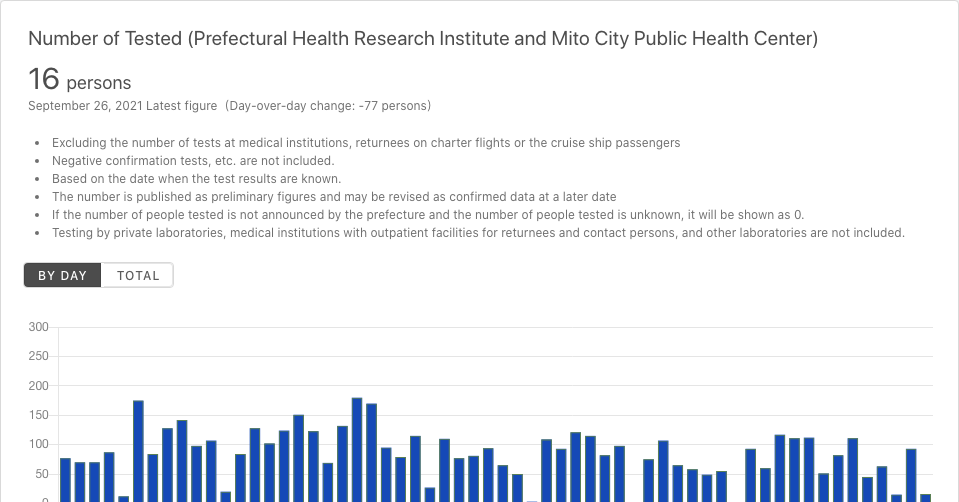 Number of Tested (Prefectural Health Research Institute and Mito City Public Health Center)
16 persons
September 26, 2021 Latest figure (Day-over-day change: -77 persons)
• Excluding the number of tests at medical institutions, returnees on charter flights or the cruise ship passengers
• Negative confirmation tests, etc. are not included.
• Based on the date when the test results are known.
• The number is published as preliminary figures and may be revised as confirmed data at a later date
• If the number of people tested is not announced by the prefecture and the number of people tested is unknown, it will be shown as 0.
• Testing by private laboratories, medical institutions with outpatient facilities for returnees and contact persons, and other laboratories are not included.
BY DAY TOTAL
300
250
200
150
100
50
0